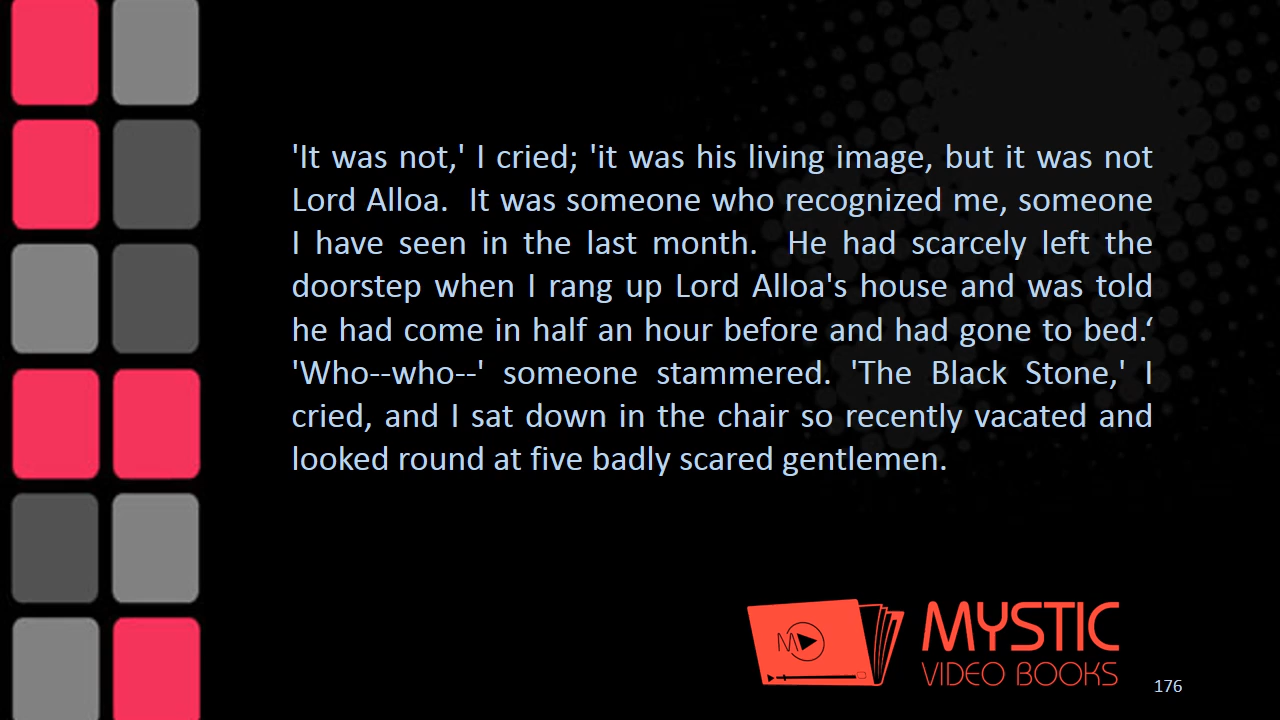 'It was not,' I cried; 'it was his living image, but it was not
Lord Alloa.  It was someone who recognized me, someone
I have seen in the last month.  He had scarcely left the
doorstep when I rang up Lord Alloa's house and was told
he had come in half an hour before and had gone to bed.‘
'Who--who--' someone stammered. 'The Black Stone,' I
cried, and I sat down in the chair so recently vacated and
looked round at five badly scared gentlemen.
M
MYSTIC
VIDEO BOOKS
176